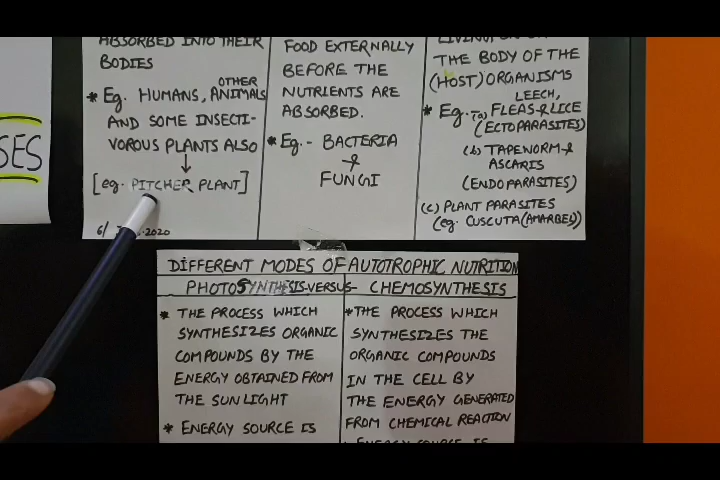 SES
ABSORBED INTO THEIR
BODIES
* Eg. HUMANS, OTHER ANIMALS
AND SOME INSECTI-
VOROUS PLANTS ALSO
[eg. PITCHER PLANT]
2020
FOOD EXTERNALLY
BEFORE THE
NUTRIENTS ARE
ABSORBED.
* Eg. - BACTERIA
&
FUNGI
THE BODY OF THE
(HOST) ORGANISMS
LEECH,
* Eg. (a) FLEAS & LICE
(ECTOPARASITES)
(b) TAPEWORM &
ASCARIS
(ENDOPARASITES)
(c) PLANT PARASITES
(eg. CUSCUTA (AMARBEL))
DIFFERENT MODES OF AUTOTROPHIC NUTRITION
PHOTOSYNTHESIS -VERSUS- CHEMOSYNTHESIS
* THE PROCESS WHICH
SYNTHESIZES ORGANIC
COMPOUNDS BY THE
ENERGY OBTAINED FROM
THE SUNLIGHT
* ENERGY SOURCE IS
* THE PROCESS WHICH
SYNTHESIZES THE
ORGANIC COMPOUNDS
IN THE CELL BY
THE ENERGY GENERATED
FROM CHEMICAL REACTION
* ENERGY SOURCE IS